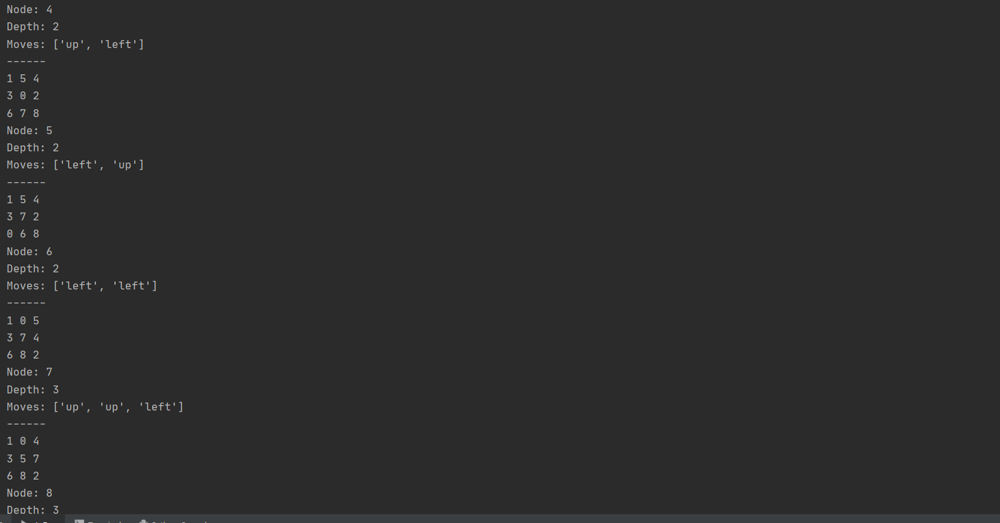 Node: 4
Depth: 2
Moves: ['up', 'left']
------
1 5 4
3 0 2
6 7 8
Node: 5
Depth: 2
Moves: ['left', 'up']
------
1 5 4
3 7 2
0 6 8
Node: 6
Depth: 2
Moves: ['left', 'left']
------
1 0 5
3 7 4
6 8 2
Node: 7
Depth: 3
Moves: ['up', 'up', 'left']
------
1 0 4
3 5 7
6 8 2
Node: 8
Depth: 3